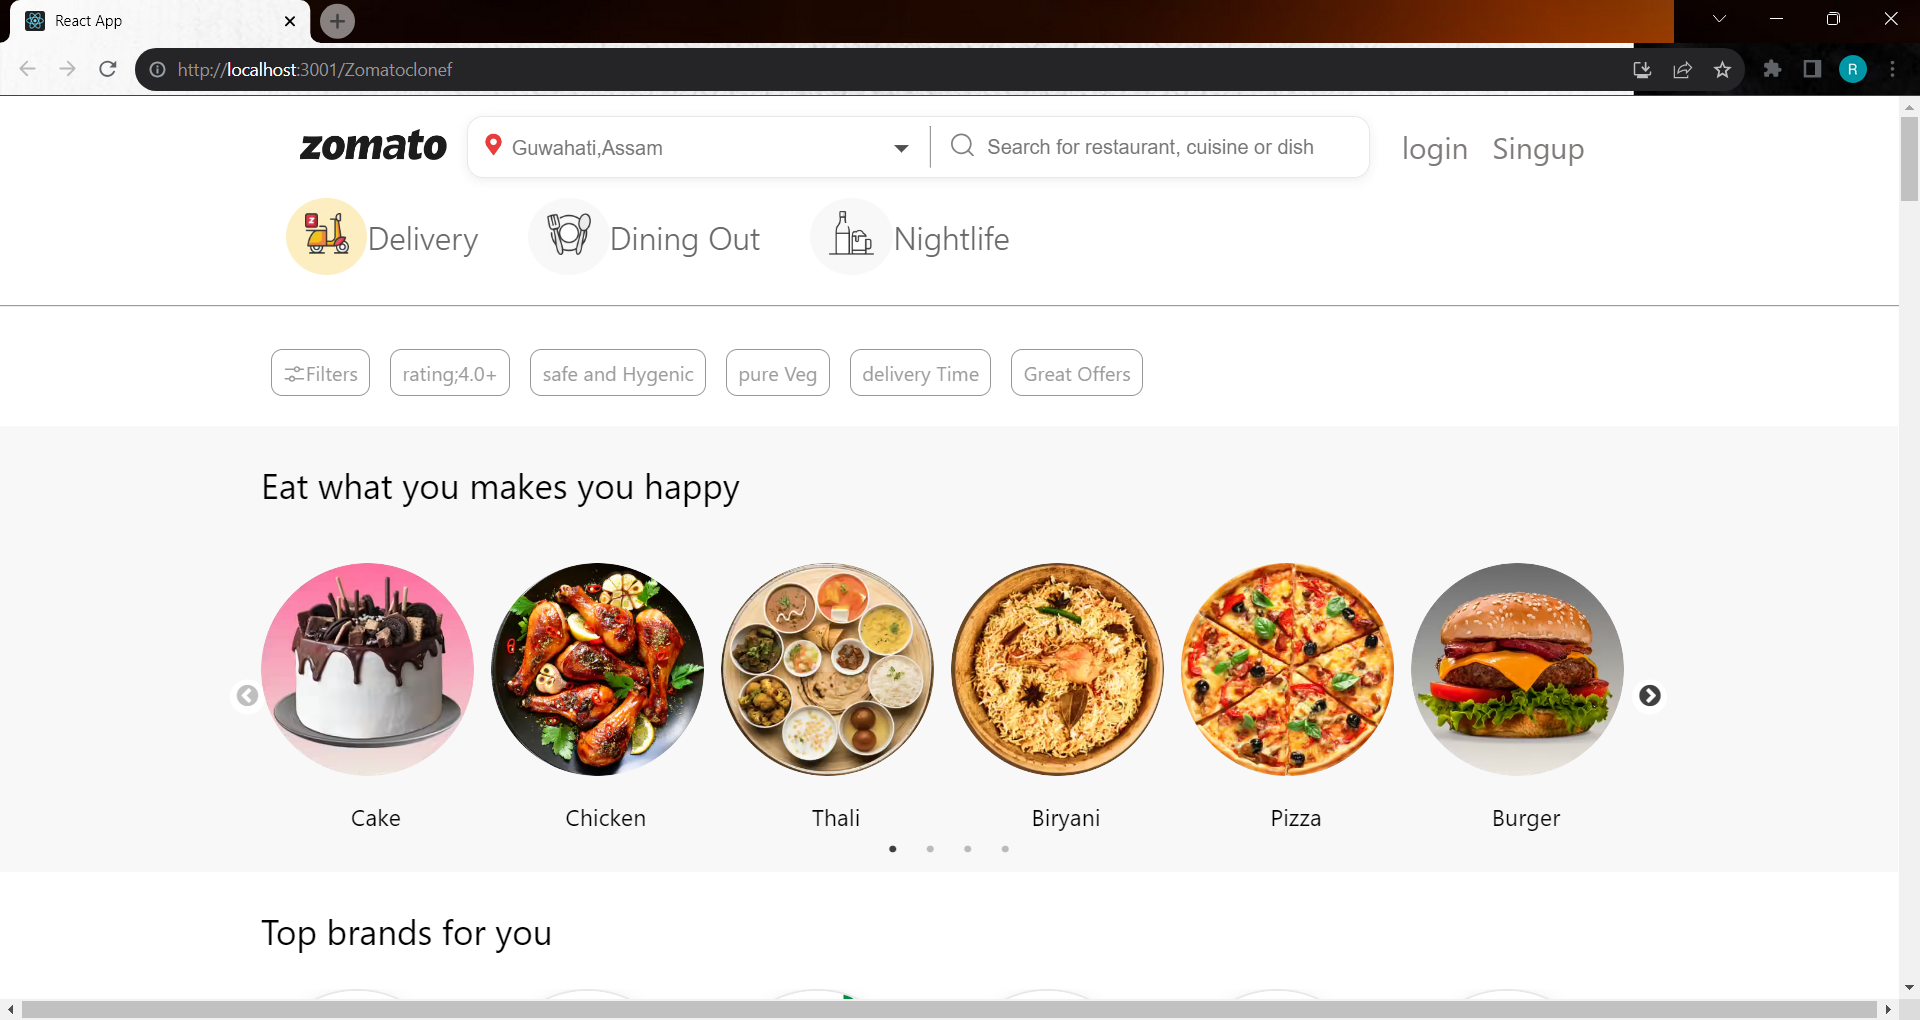 React App
http://localhost:3001/Zomatoclonef
R
zomato
Guwahati,Assam
Search for restaurant, cuisine or dish
login Singup
Delivery Dining Out Nightlife
Filters rating;4.0+ safe and Hygenic pure Veg delivery Time Great Offers
Eat what you makes you happy
Cake Chicken Thali Biryani Pizza Burger
Top brands for you